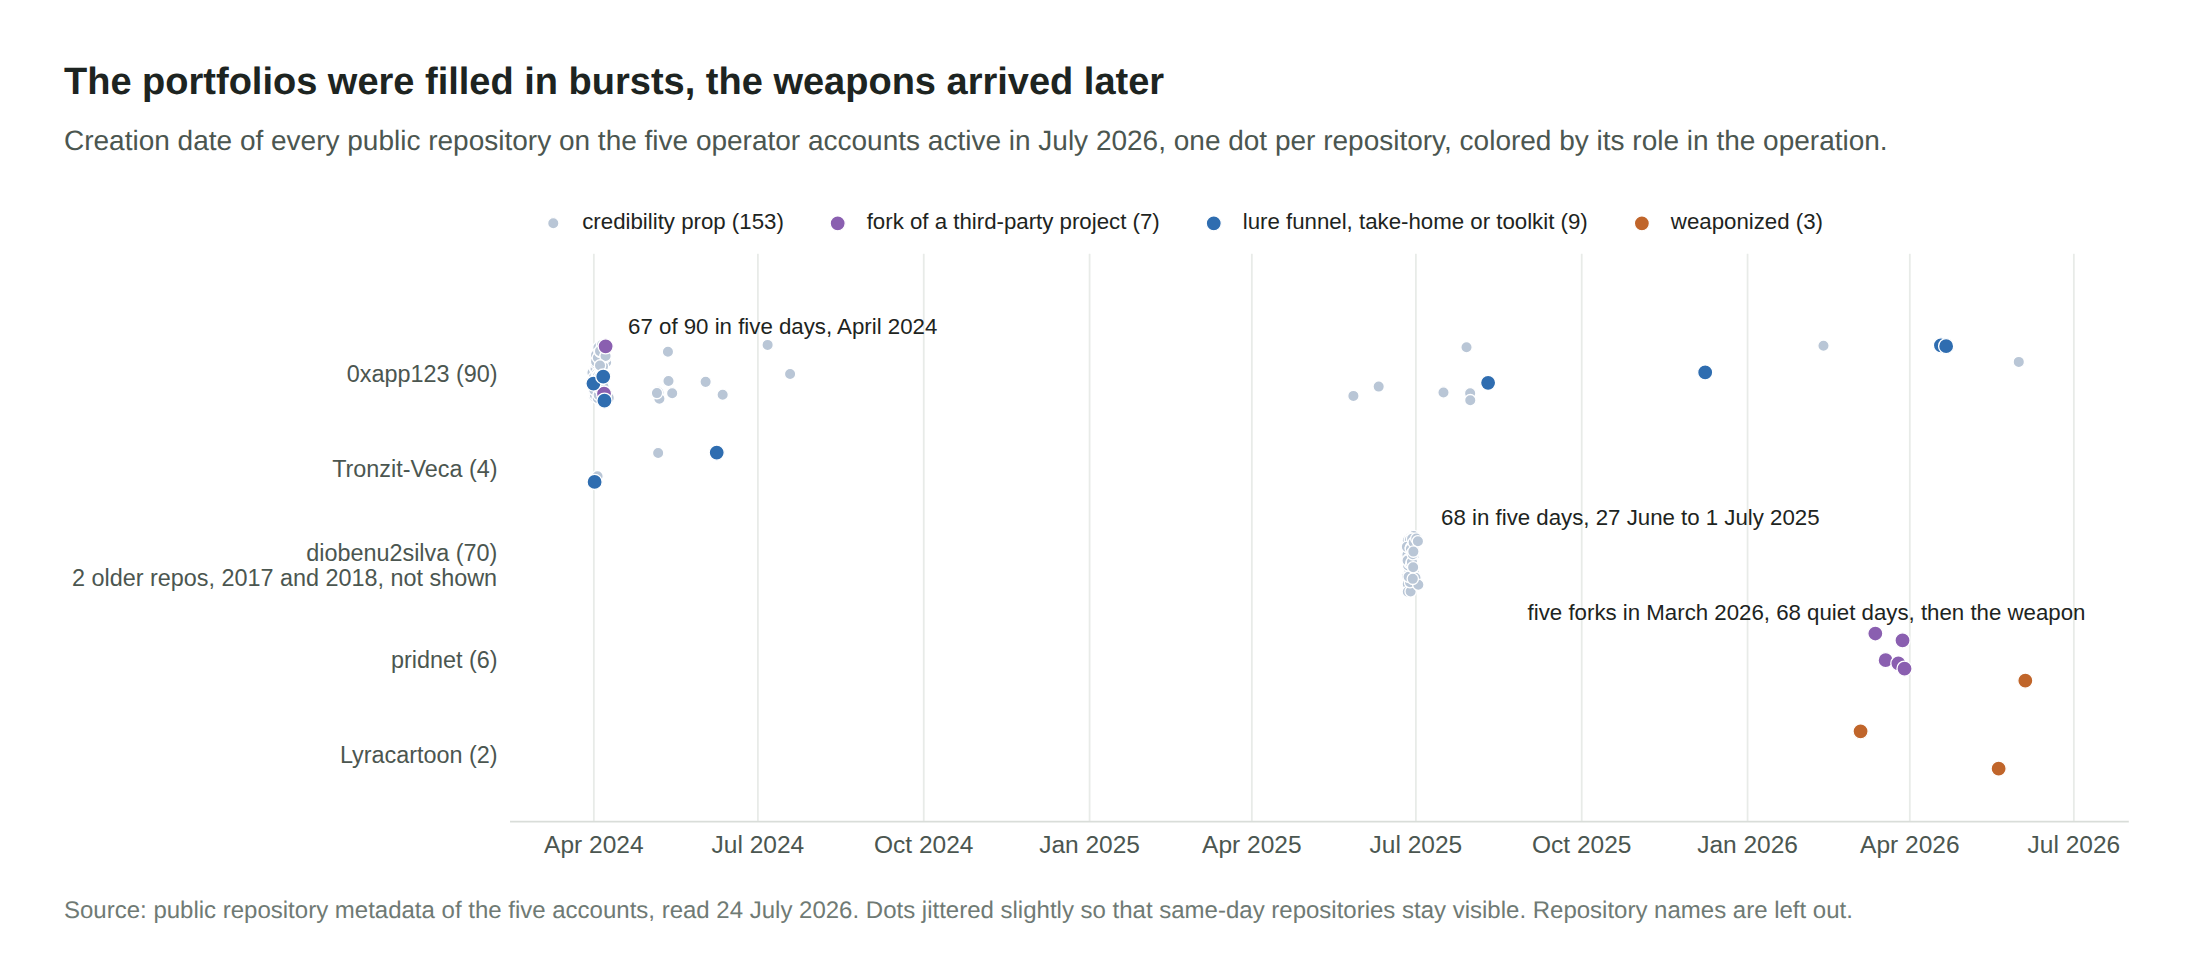 The portfolios were filled in bursts, the weapons arrived later
Creation date of every public repository on the five operator accounts active in July 2026, one dot per repository, colored by its role in the operation.
credibility prop (153) fork of a third-party project (7) lure funnel, take-home or toolkit (9) weaponized (3)
67 of 90 in five days, April 2024
0xapp123 (90)
Tronzit-Veca (4)
68 in five days, 27 June to 1 July 2025
diobenu2silva (70)
2 older repos, 2017 and 2018, not shown
five forks in March 2026, 68 quiet days, then the weapon
pridnet (6)
Lyracartoon (2)
Apr 2024 Jul 2024 Oct 2024 Jan 2025 Apr 2025 Jul 2025 Oct 2025 Jan 2026 Apr 2026 Jul 2026
Source: public repository metadata of the five accounts, read 24 July 2026. Dots jittered slightly so that same-day repositories stay visible. Repository names are left out.